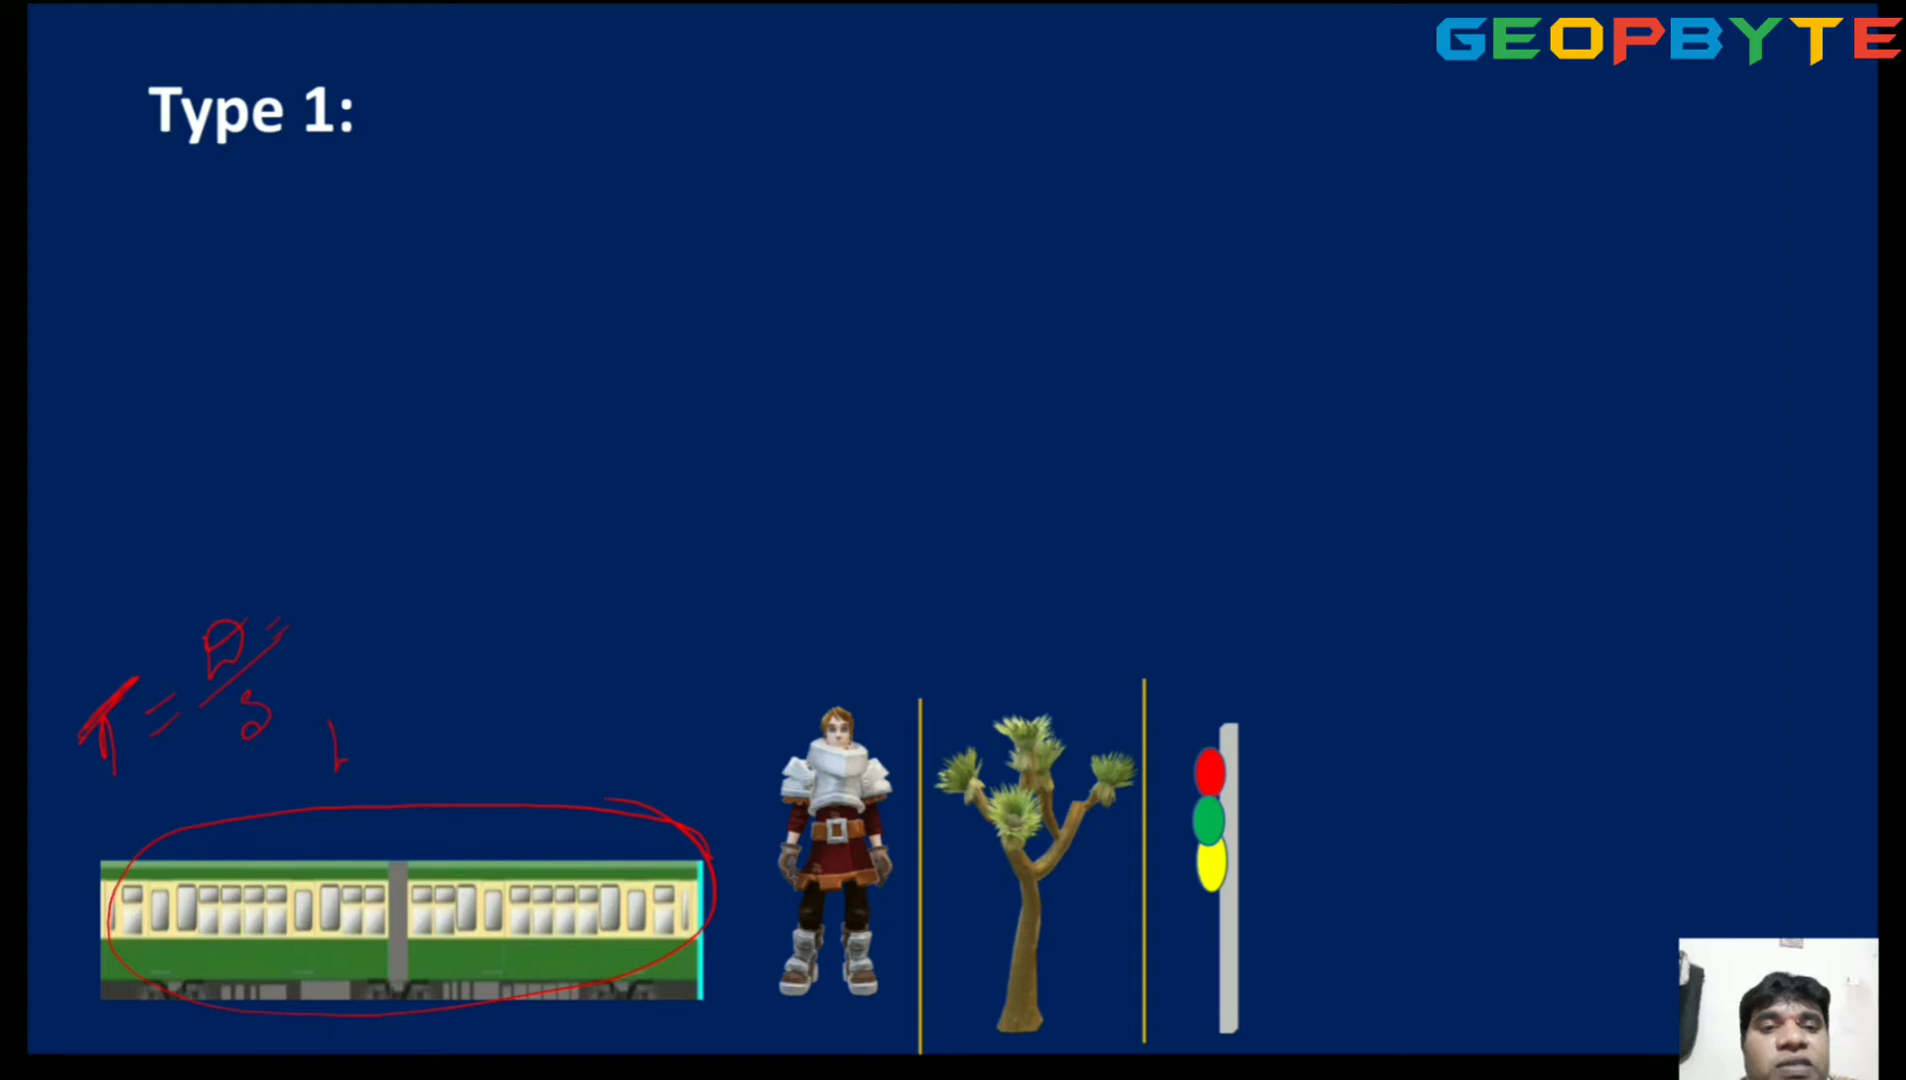 GEOPBYTE
Type 1:
T = D/S
L